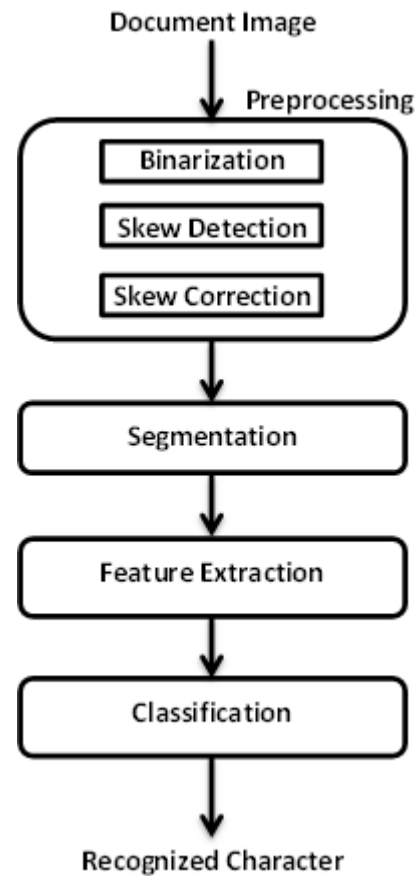 Document Image
Preprocessing
Binarization
Skew Detection
Skew Correction
Segmentation
Feature Extraction
Classification
Recognized Character